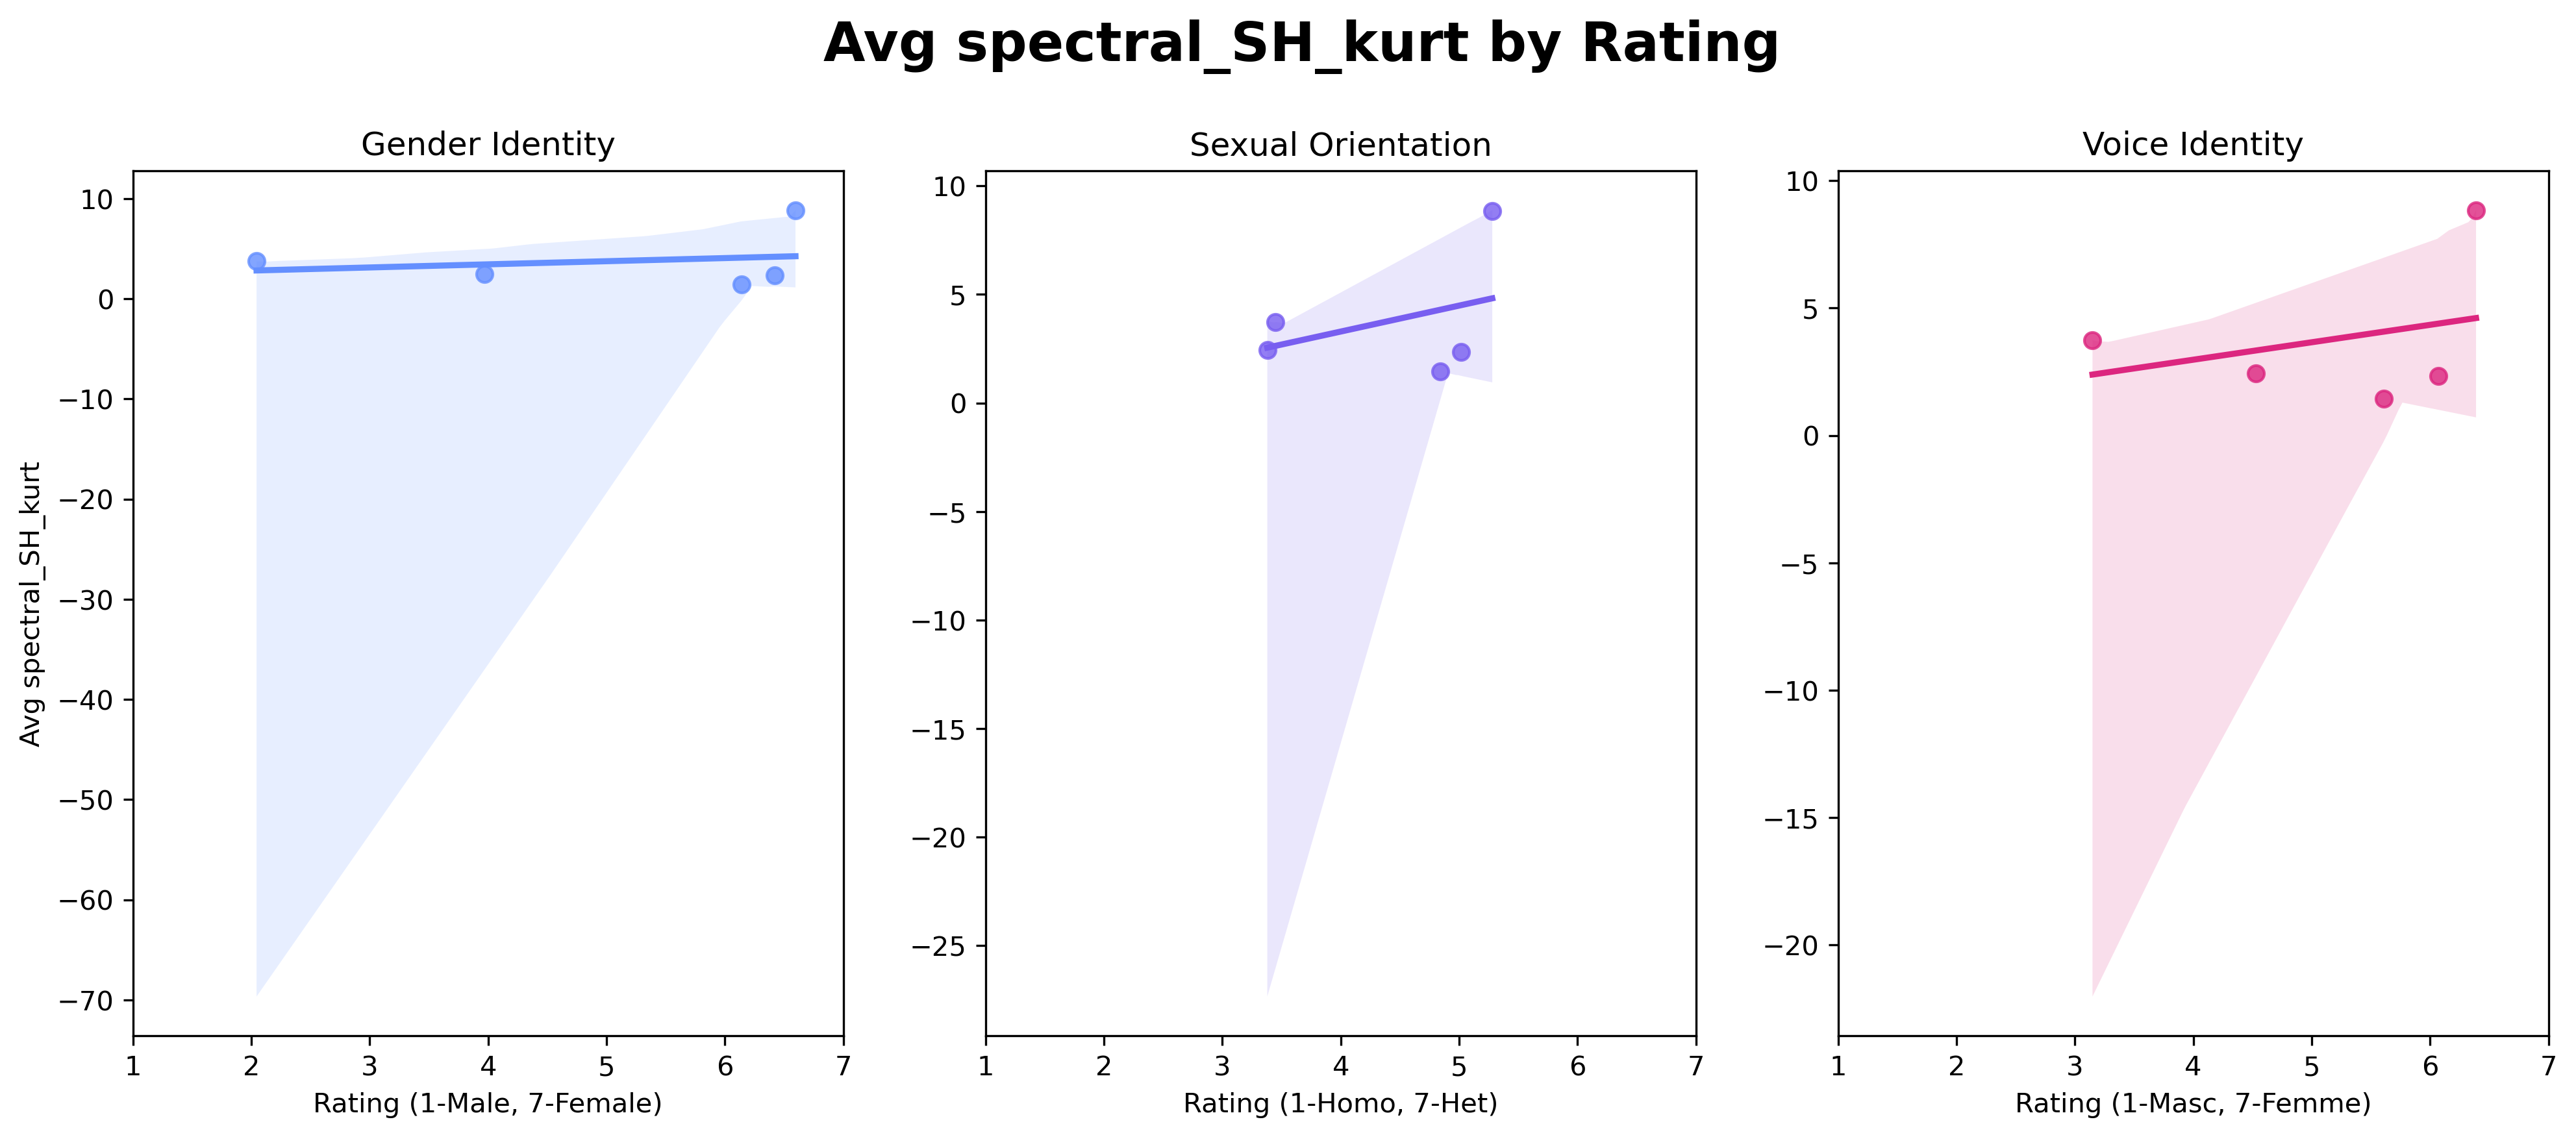 Avg spectral_SH_kurt by Rating
Gender Identity
Sexual Orientation
Voice Identity
Avg spectral_SH_kurt
10
0
−10
−20
−30
−40
−50
−60
−70
1 2 3 4 5 6 7
Rating (1-Male, 7-Female)
10
5
0
−5
−10
−15
−20
−25
1 2 3 4 5 6 7
Rating (1-Homo, 7-Het)
10
5
0
−5
−10
−15
−20
1 2 3 4 5 6 7
Rating (1-Masc, 7-Femme)